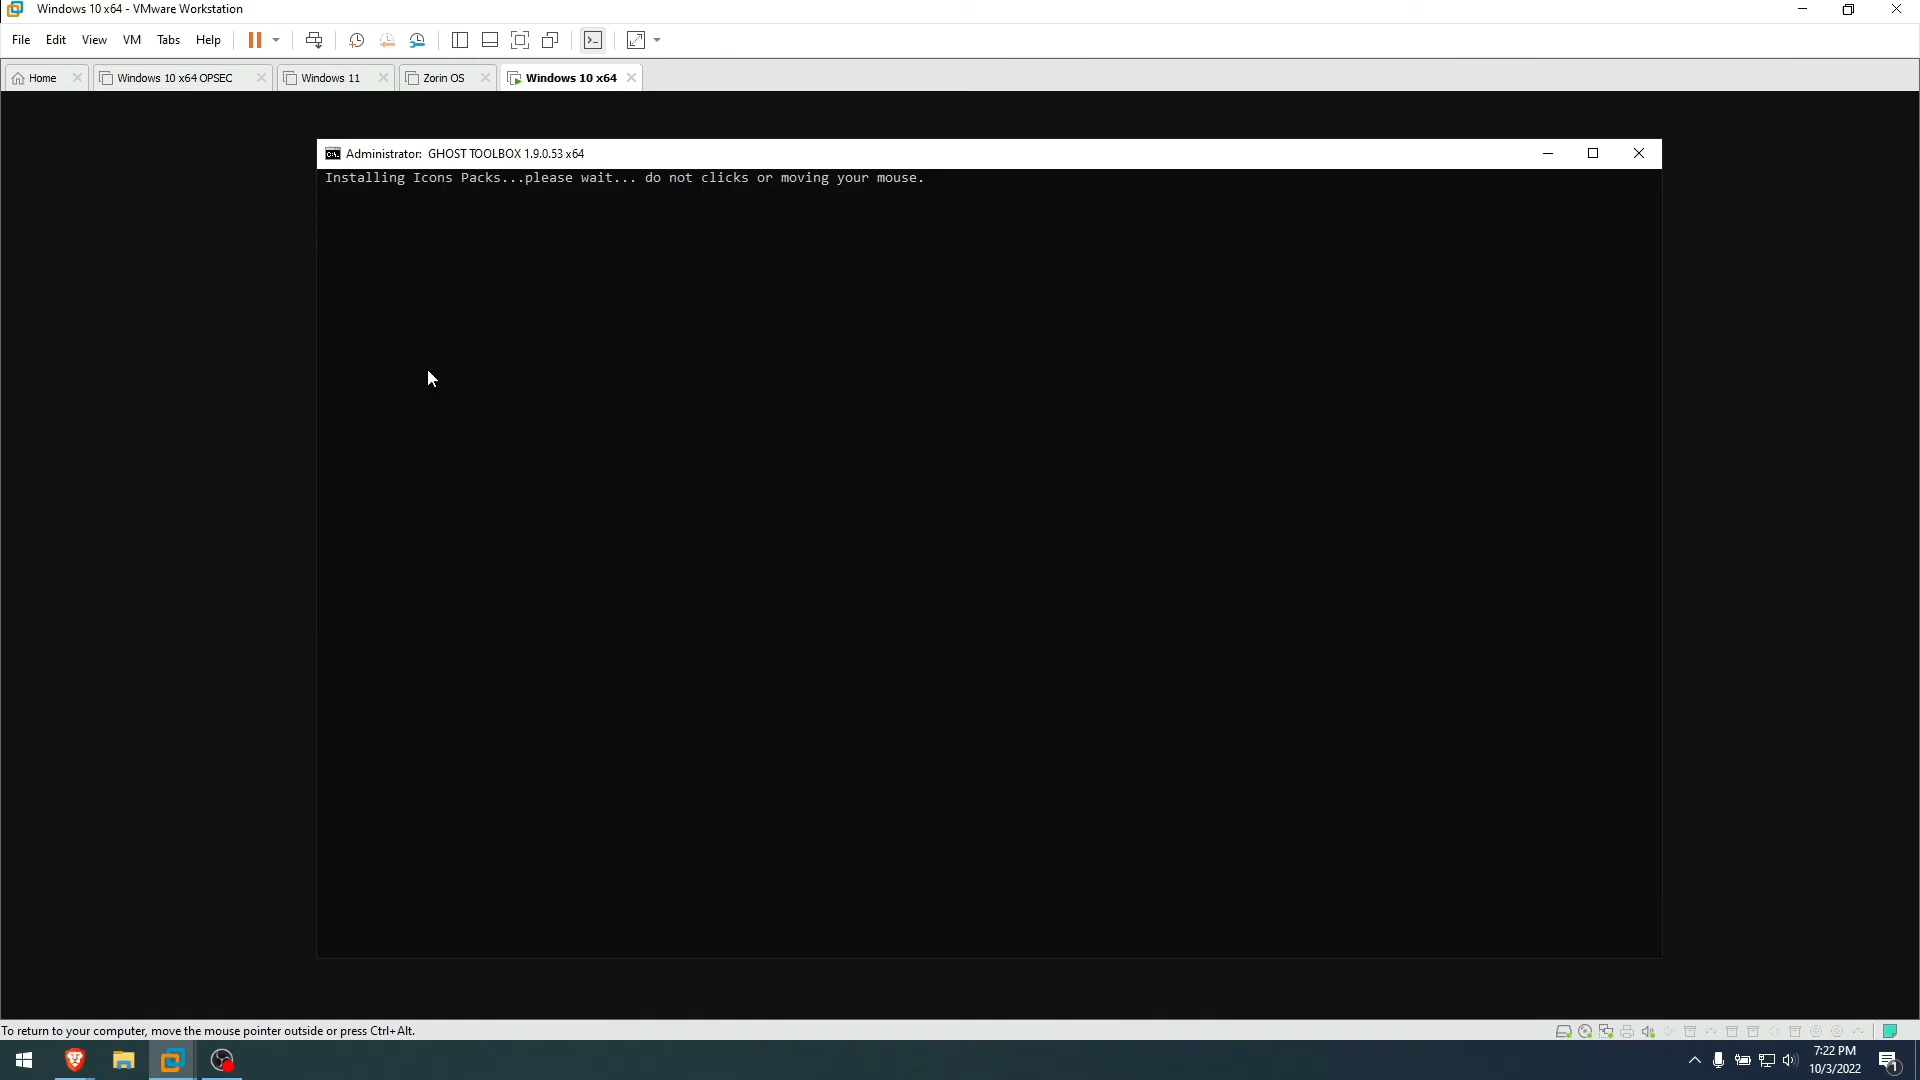 Windows 10 x64 - VMware Workstation
File Edit View VM Tabs Help
Home Windows 10 x64 OPSEC Windows 11 Zorin OS Windows 10 x64
Administrator: GHOST TOOLBOX 1.9.0.53 x64
Installing Icons Packs...please wait... do not clicks or moving your mouse.
To return to your computer, move the mouse pointer outside or press Ctrl+Alt.
7:22 PM
10/3/2022
1